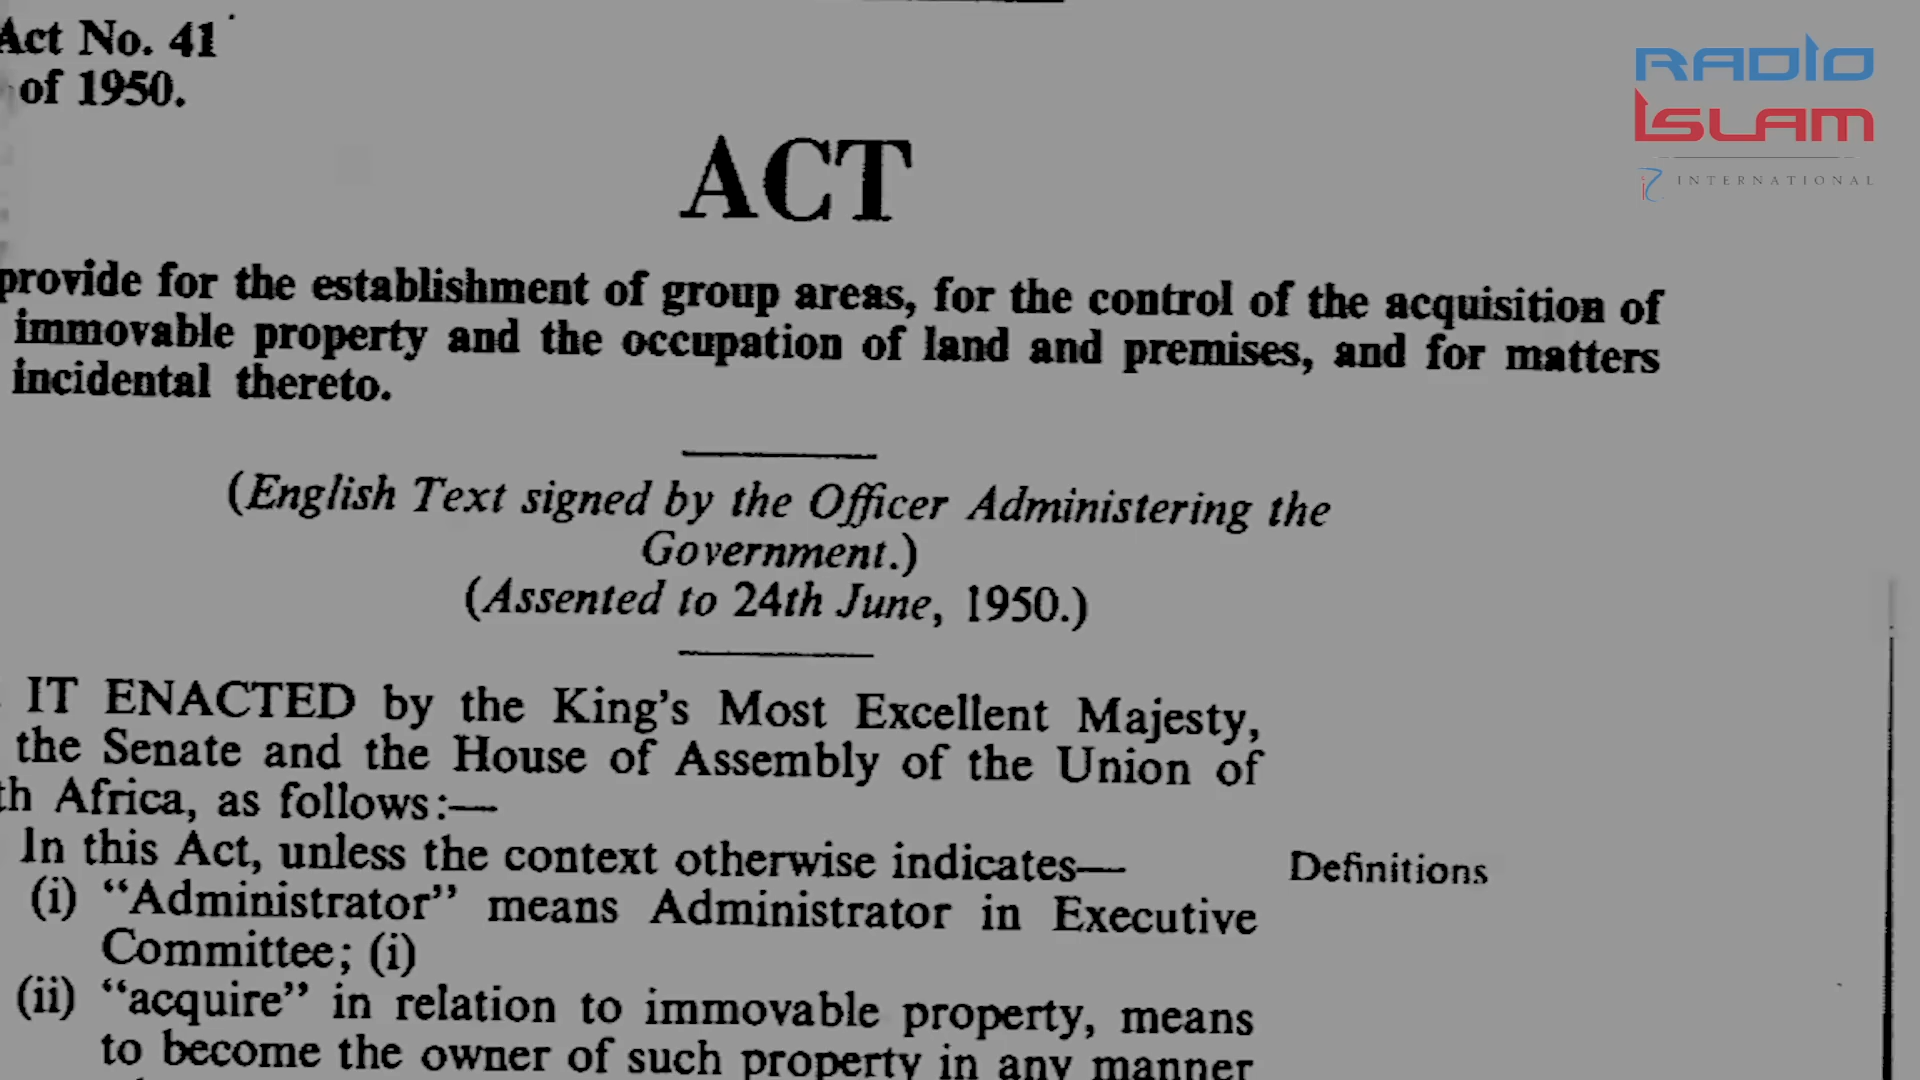 Act No. 41
of 1950.
RADIO
ISLAM
INTERNATIONAL
ACT
provide for the establishment of group areas, for the control of the acquisition of
immovable property and the occupation of land and premises, and for matters
incidental thereto.
(English Text signed by the Officer Administering the
Government.)
(Assented to 24th June, 1950.)
IT ENACTED by the King's Most Excellent Majesty,
the Senate and the House of Assembly of the Union of
th Africa, as follows:—
In this Act, unless the context otherwise indicates—
Definitions
(i) "Administrator" means Administrator in Executive
Committee; (i)
(ii) "acquire" in relation to immovable property, means
to become the owner of such property in any manner